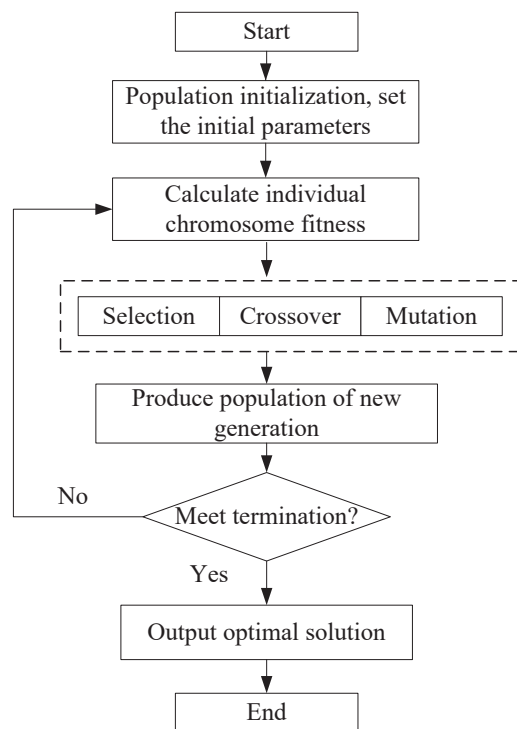 Start
Population initialization, set
the initial parameters
Calculate individual
chromosome fitness
Selection
Crossover
Mutation
Produce population of new
generation
No
Meet termination?
Yes
Output optimal solution
End